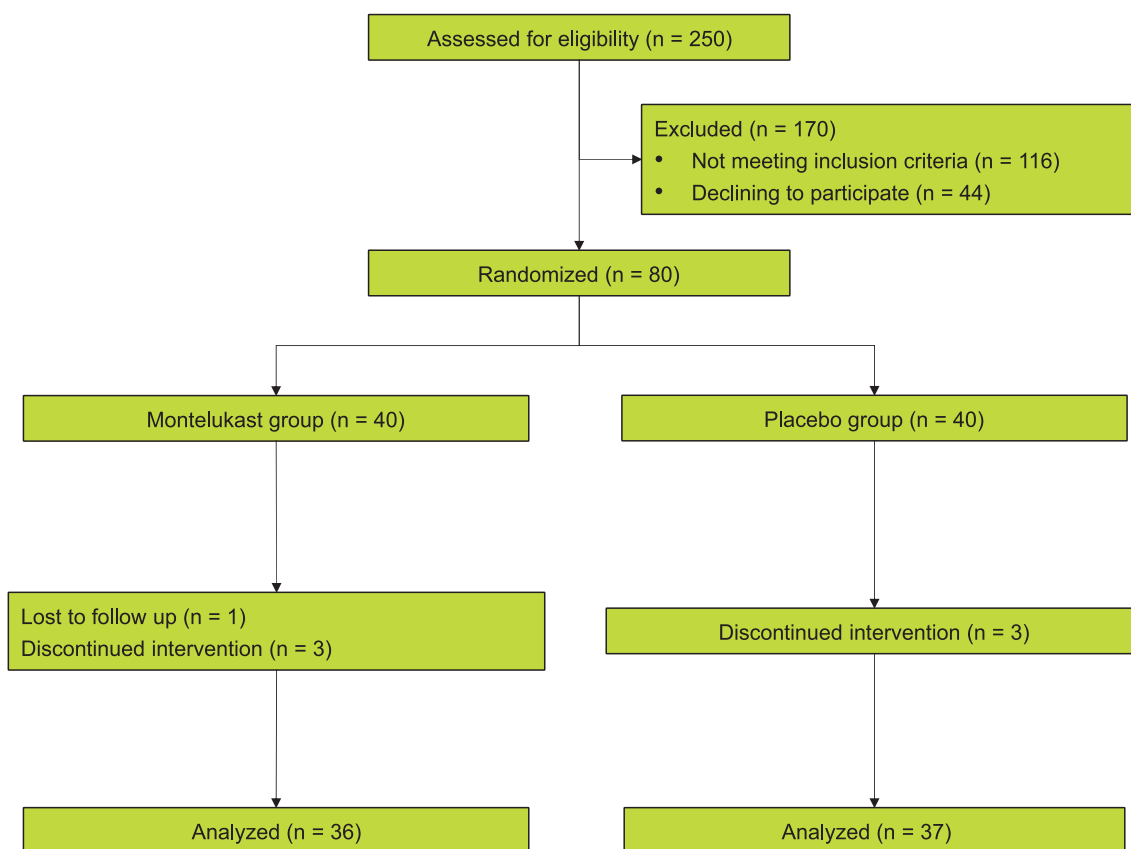 Assessed for eligibility (n = 250)
Excluded (n = 170)
• Not meeting inclusion criteria (n = 116)
• Declining to participate (n = 44)
Randomized (n = 80)
Montelukast group (n = 40)
Placebo group (n = 40)
Lost to follow up (n = 1)
Discontinued intervention (n = 3)
Discontinued intervention (n = 3)
Analyzed (n = 36)
Analyzed (n = 37)